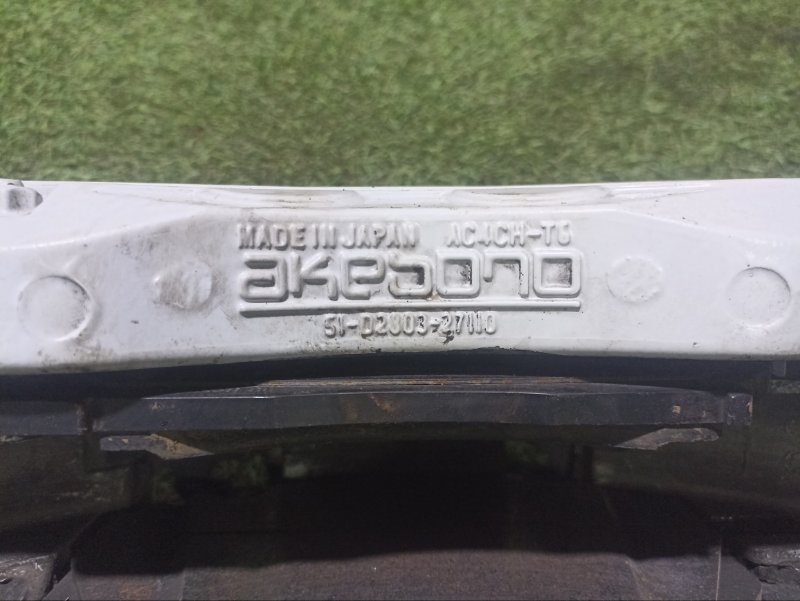 MADE IN JAPAN AC4CH-T6
akebono
51-D2803-27110